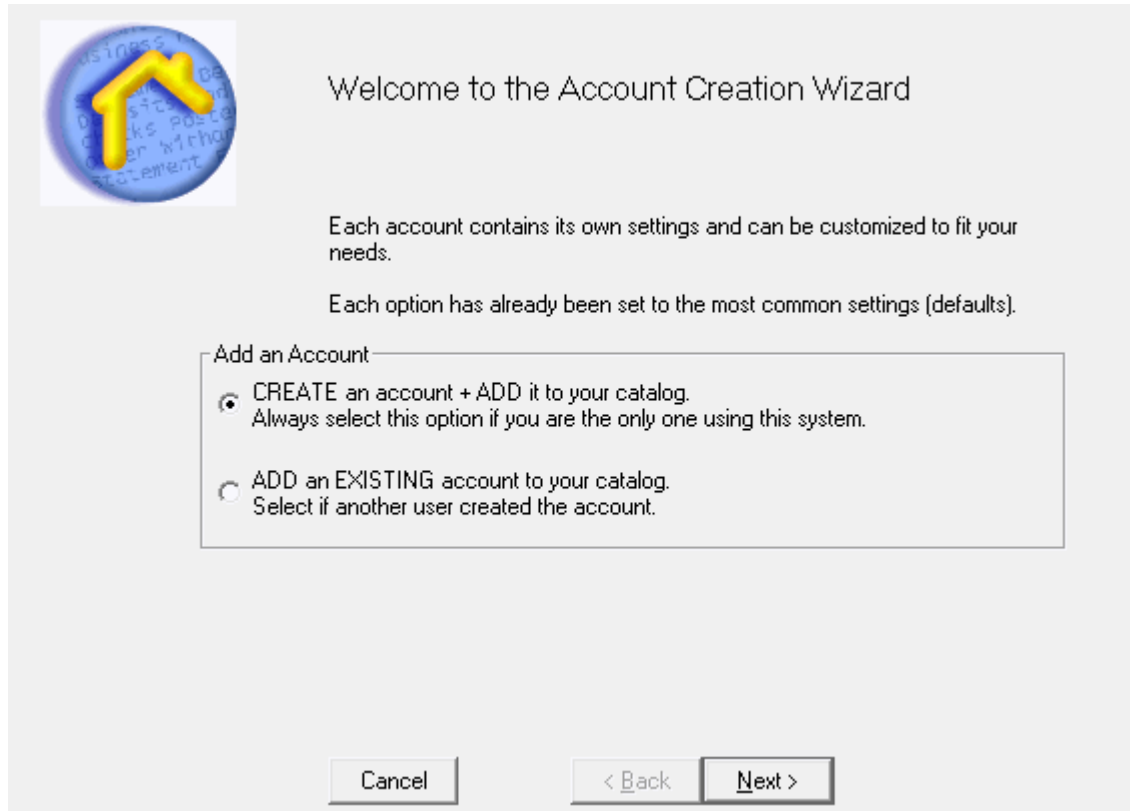 Welcome to the Account Creation Wizard
Each account contains its own settings and can be customized to fit your
needs.
Each option has already been set to the most common settings (defaults).
Add an Account
CREATE an account + ADD it to your catalog.
Always select this option if you are the only one using this system.
ADD an EXISTING account to your catalog.
Select if another user created the account.
Cancel
< Back
Next >